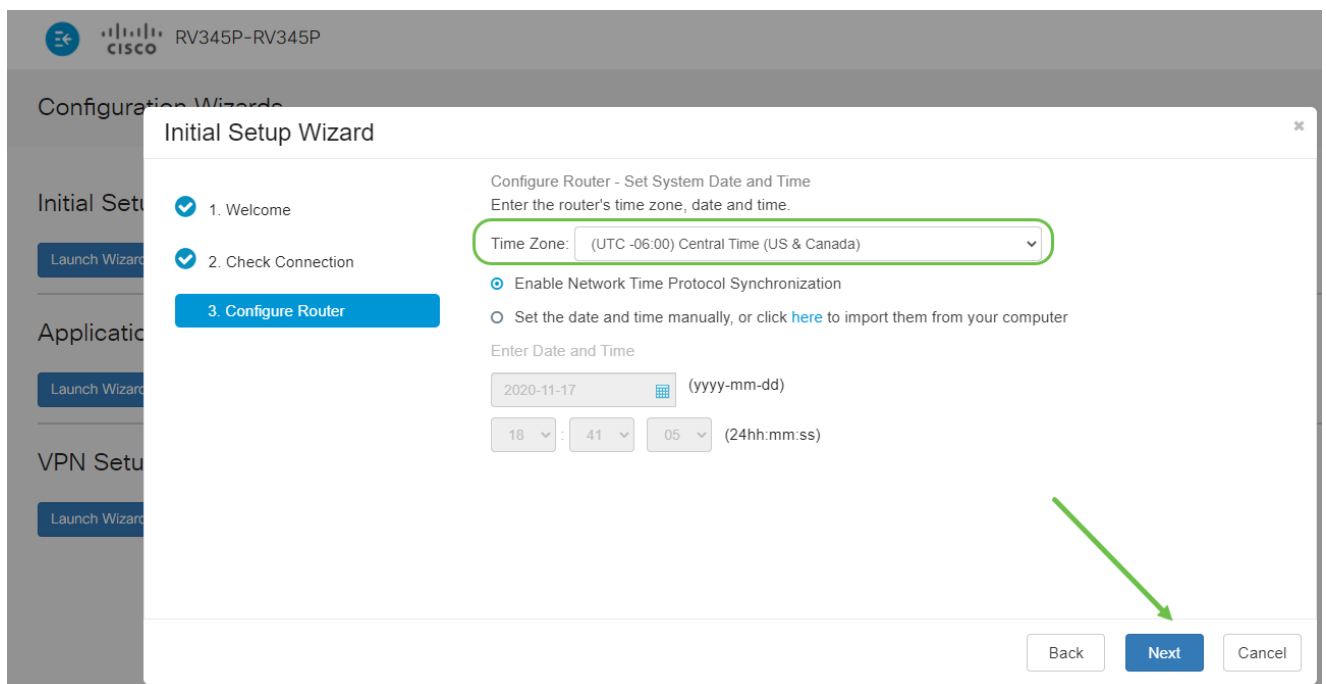 CISCO RV345P-RV345P
Configuration Wizards
Initial Setup Wizard
Initial Setu
Launch Wizard
Applicatio
Launch Wizard
VPN Setu
Launch Wizard
1. Welcome
2. Check Connection
3. Configure Router
Configure Router - Set System Date and Time
Enter the router's time zone, date and time.
Time Zone: (UTC -06:00) Central Time (US & Canada)
Enable Network Time Protocol Synchronization
Set the date and time manually, or click here to import them from your computer
Enter Date and Time
2020-11-17 (yyyy-mm-dd)
18 : 41 05 (24hh:mm:ss)
Back Next Cancel